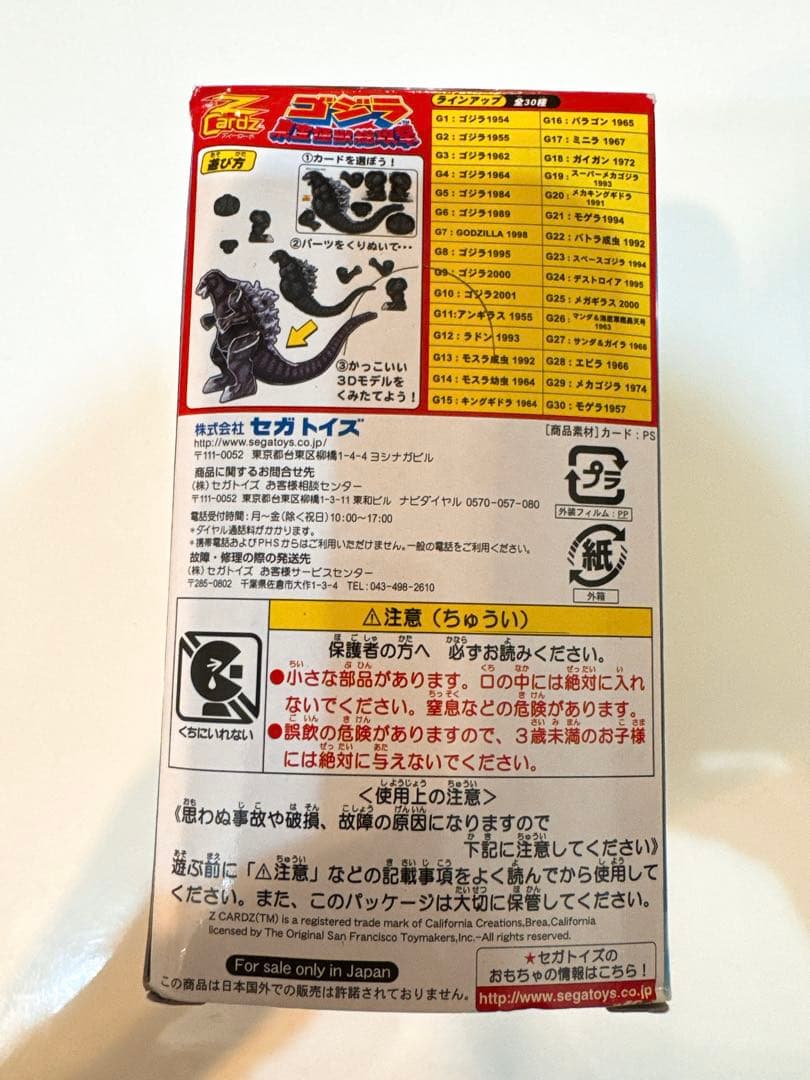 Z Cardz
ズィーカード
ゴジラ
ラインアップ 全30種
遊び方
①カードを選ぼう!
②パーツをくりぬいて・・・
③かっこいい
3Dモデルを
くみたてよう!
G1:ゴジラ1954
G2:ゴジラ1955
G3:ゴジラ1962
G4:ゴジラ1964
G5:ゴジラ1984
G6:ゴジラ1989
G7:GODZILLA 1998
G8:ゴジラ1995
G9:ゴジラ2000
G10:ゴジラ2001
G11:アンギラス 1955
G12:ラドン 1993
G13:モスラ成虫 1992
G14:モスラ幼虫 1964
G15:キングギドラ 1964
G16:バラゴン 1965
G17:ミニラ 1967
G18:ガイガン 1972
G19:スーパーメカゴジラ 1993
G20:メカキングギドラ 1991
G21:モゲラ1994
G22:バトラ成虫 1992
G23:スペースゴジラ 1994
G24:デストロイア 1995
G25:メガギラス 2000
G26:マンダ&海底軍艦轟天号 1963
G27:サンダ&ガイラ 1966
G28:エビラ 1966
G29:メカゴジラ 1974
G30:モゲラ1957
株式会社 セガトイズ
http://www.segatoys.co.jp/
〒111-0052 東京都台東区柳橋1-4-4 ヨシナガビル
商品に関するお問合せ先
(株)セガトイズ お客様相談センター
〒111-0052 東京都台東区柳橋1-3-11 東和ビル ナビダイヤル 0570-057-080
電話受付時間:月〜金(除く祝日)10:00〜17:00
*ダイヤル通話料がかかります。
*携帯電話およびPHSからはご利用いただけません。一般の電話をご利用ください。
故障・修理の際の発送先
(株)セガトイズ お客様サービスセンター
〒285-0802 千葉県佐倉市大作1-3-4 TEL:043-498-2610
[商品素材]カード:PS
プラ
外装フィルム:PP
紙
外箱
⚠注意(ちゅうい)
くちにいれない
保護者の方へ 必ずお読みください。
●小さな部品があります。口の中には絶対に入れ
ないでください。窒息などの危険があります。
●誤飲の危険がありますので、3歳未満のお子様
には絶対に与えないでください。
<使用上の注意>
《思わぬ事故や破損、故障の原因になりますので
下記に注意してください》
遊ぶ前に「⚠注意」などの記載事項をよく読んでから使用して
ください。また、このパッケージは大切に保管してください。
Z CARDZ(TM) is a registered trade mark of California Creations,Brea,California
licensed by The Original San Francisco Toymakers,Inc.-All rights reserved.
For sale only in Japan
この商品は日本国外での販売は許諾されておりません。
★セガトイズの
おもちゃの情報はこちら!
http://www.segatoys.co.jp